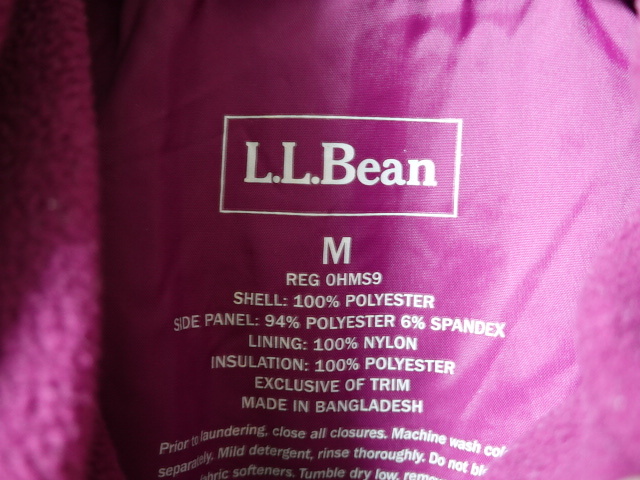 L.L.Bean
M
REG 0HMS9
SHELL: 100% POLYESTER
SIDE PANEL: 94% POLYESTER 6% SPANDEX
LINING: 100% NYLON
INSULATION: 100% POLYESTER
EXCLUSIVE OF TRIM
MADE IN BANGLADESH
Prior to laundering, close all closures. Machine wash
separately. Mild detergent, rinse thoroughly. Do not
softeners. Tumble dry low,